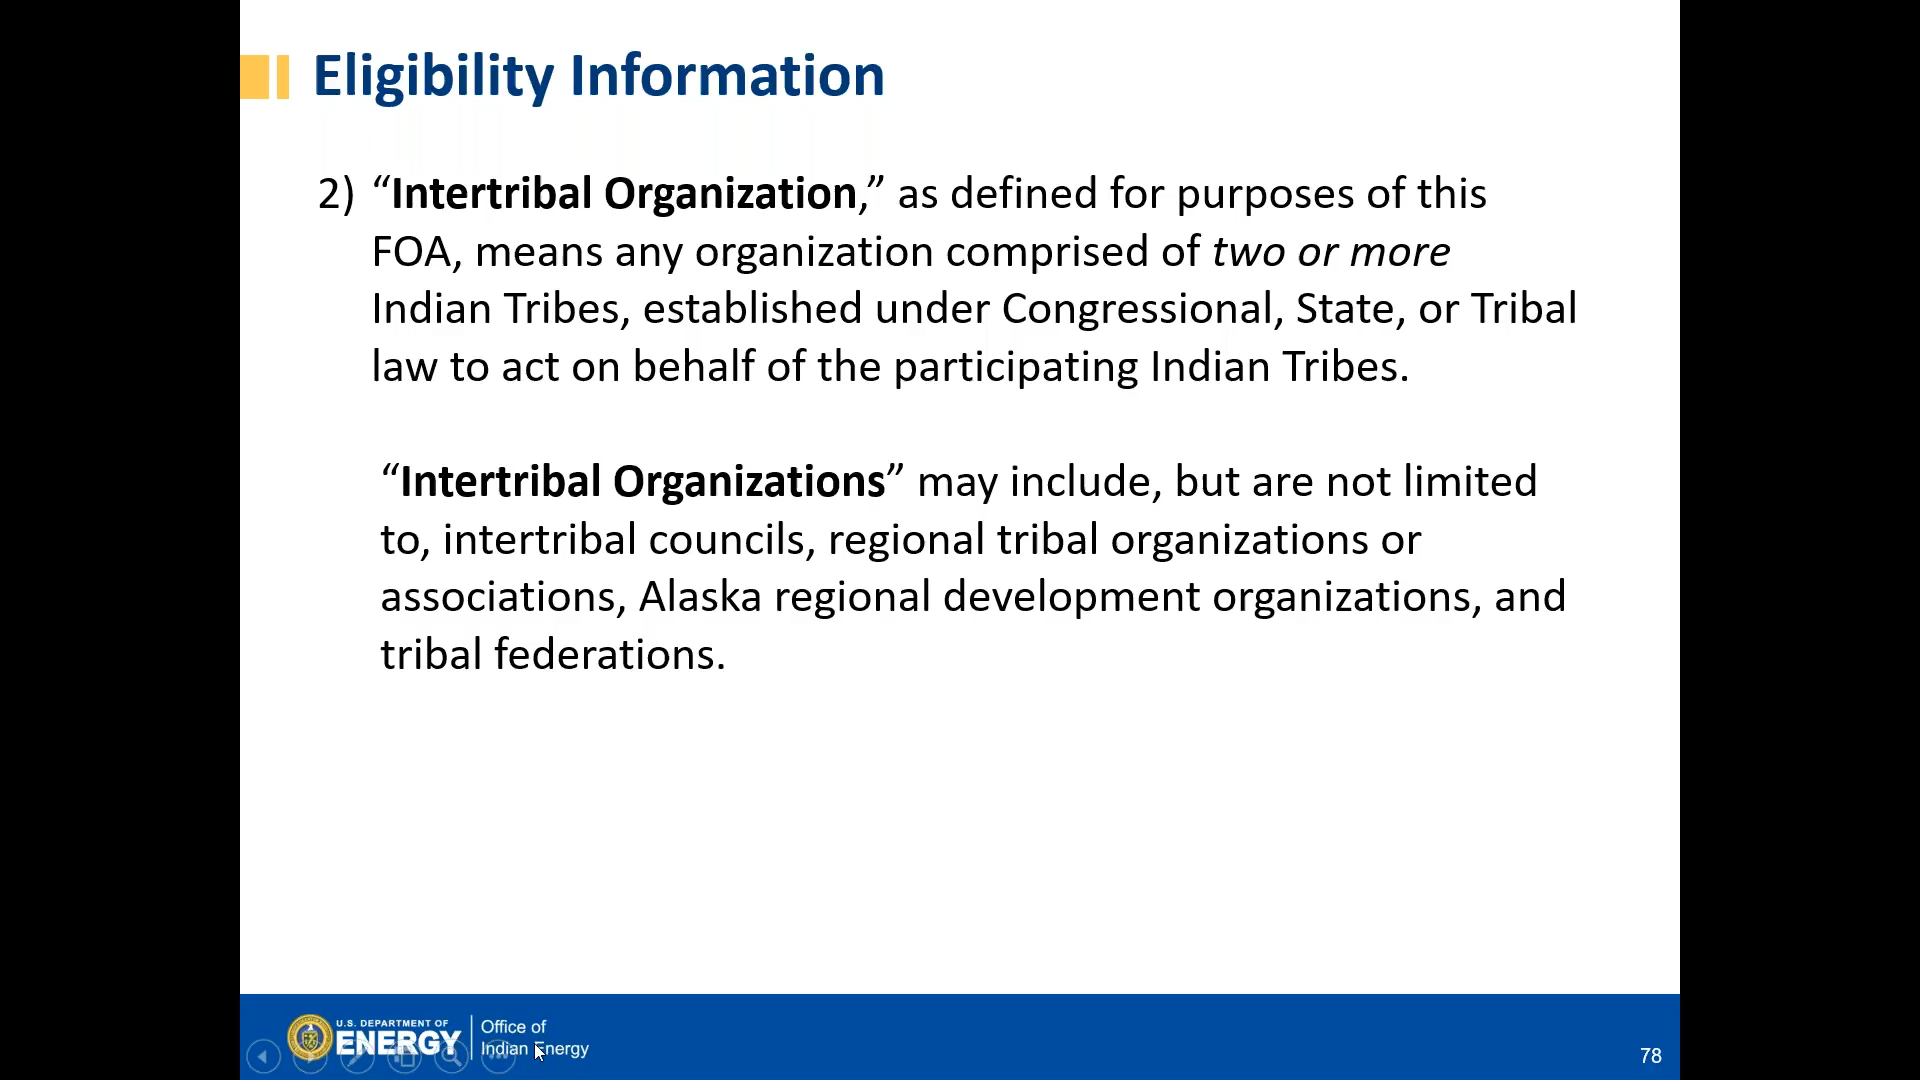 Eligibility Information
2) “Intertribal Organization,” as defined for purposes of this
FOA, means any organization comprised of two or more
Indian Tribes, established under Congressional, State, or Tribal
law to act on behalf of the participating Indian Tribes.
“Intertribal Organizations” may include, but are not limited
to, intertribal councils, regional tribal organizations or
associations, Alaska regional development organizations, and
tribal federations.
U.S. DEPARTMENT OF
ENERGY
Office of
Indian Energy
78